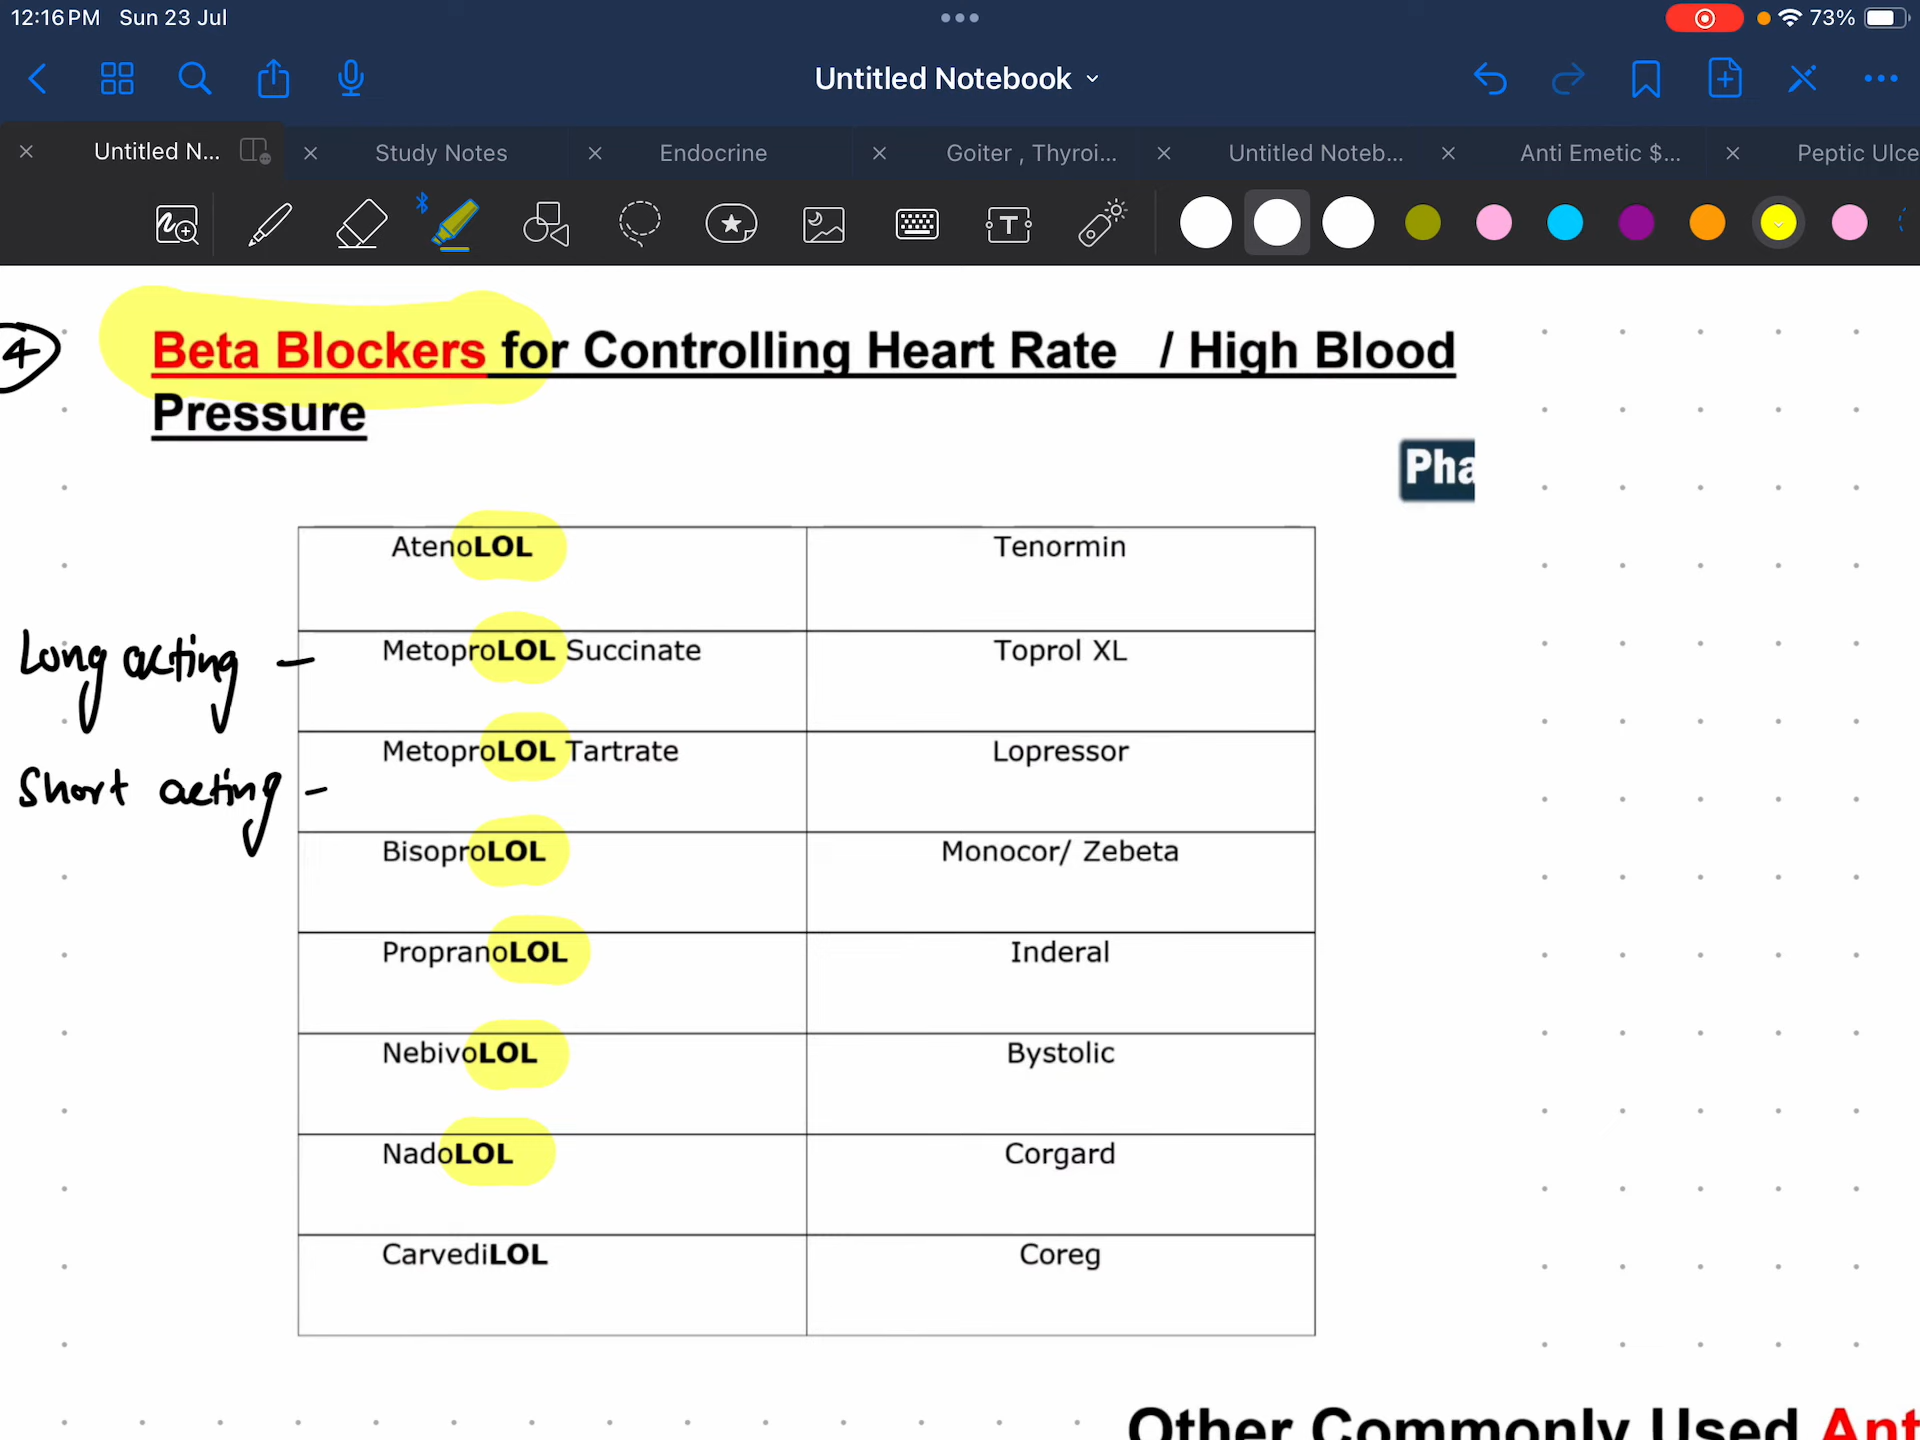 12:16 PM Sun 23 Jul
73%
Untitled Notebook
Untitled N...
Study Notes
Endocrine
Goiter , Thyroi...
Untitled Noteb...
Anti Emetic $...
Peptic Ulce
4
Beta Blockers for Controlling Heart Rate / High Blood
Pressure
Pha
AtenoLOL Tenormin
Long acting - MetoproLOL Succinate Toprol XL
Short acting - MetoproLOL Tartrate Lopressor
BisoproLOL Monocor/ Zebeta
PropranoLOL Inderal
NebivoLOL Bystolic
NadoLOL Corgard
CarvediLOL Coreg
Other Commonly Used Ant